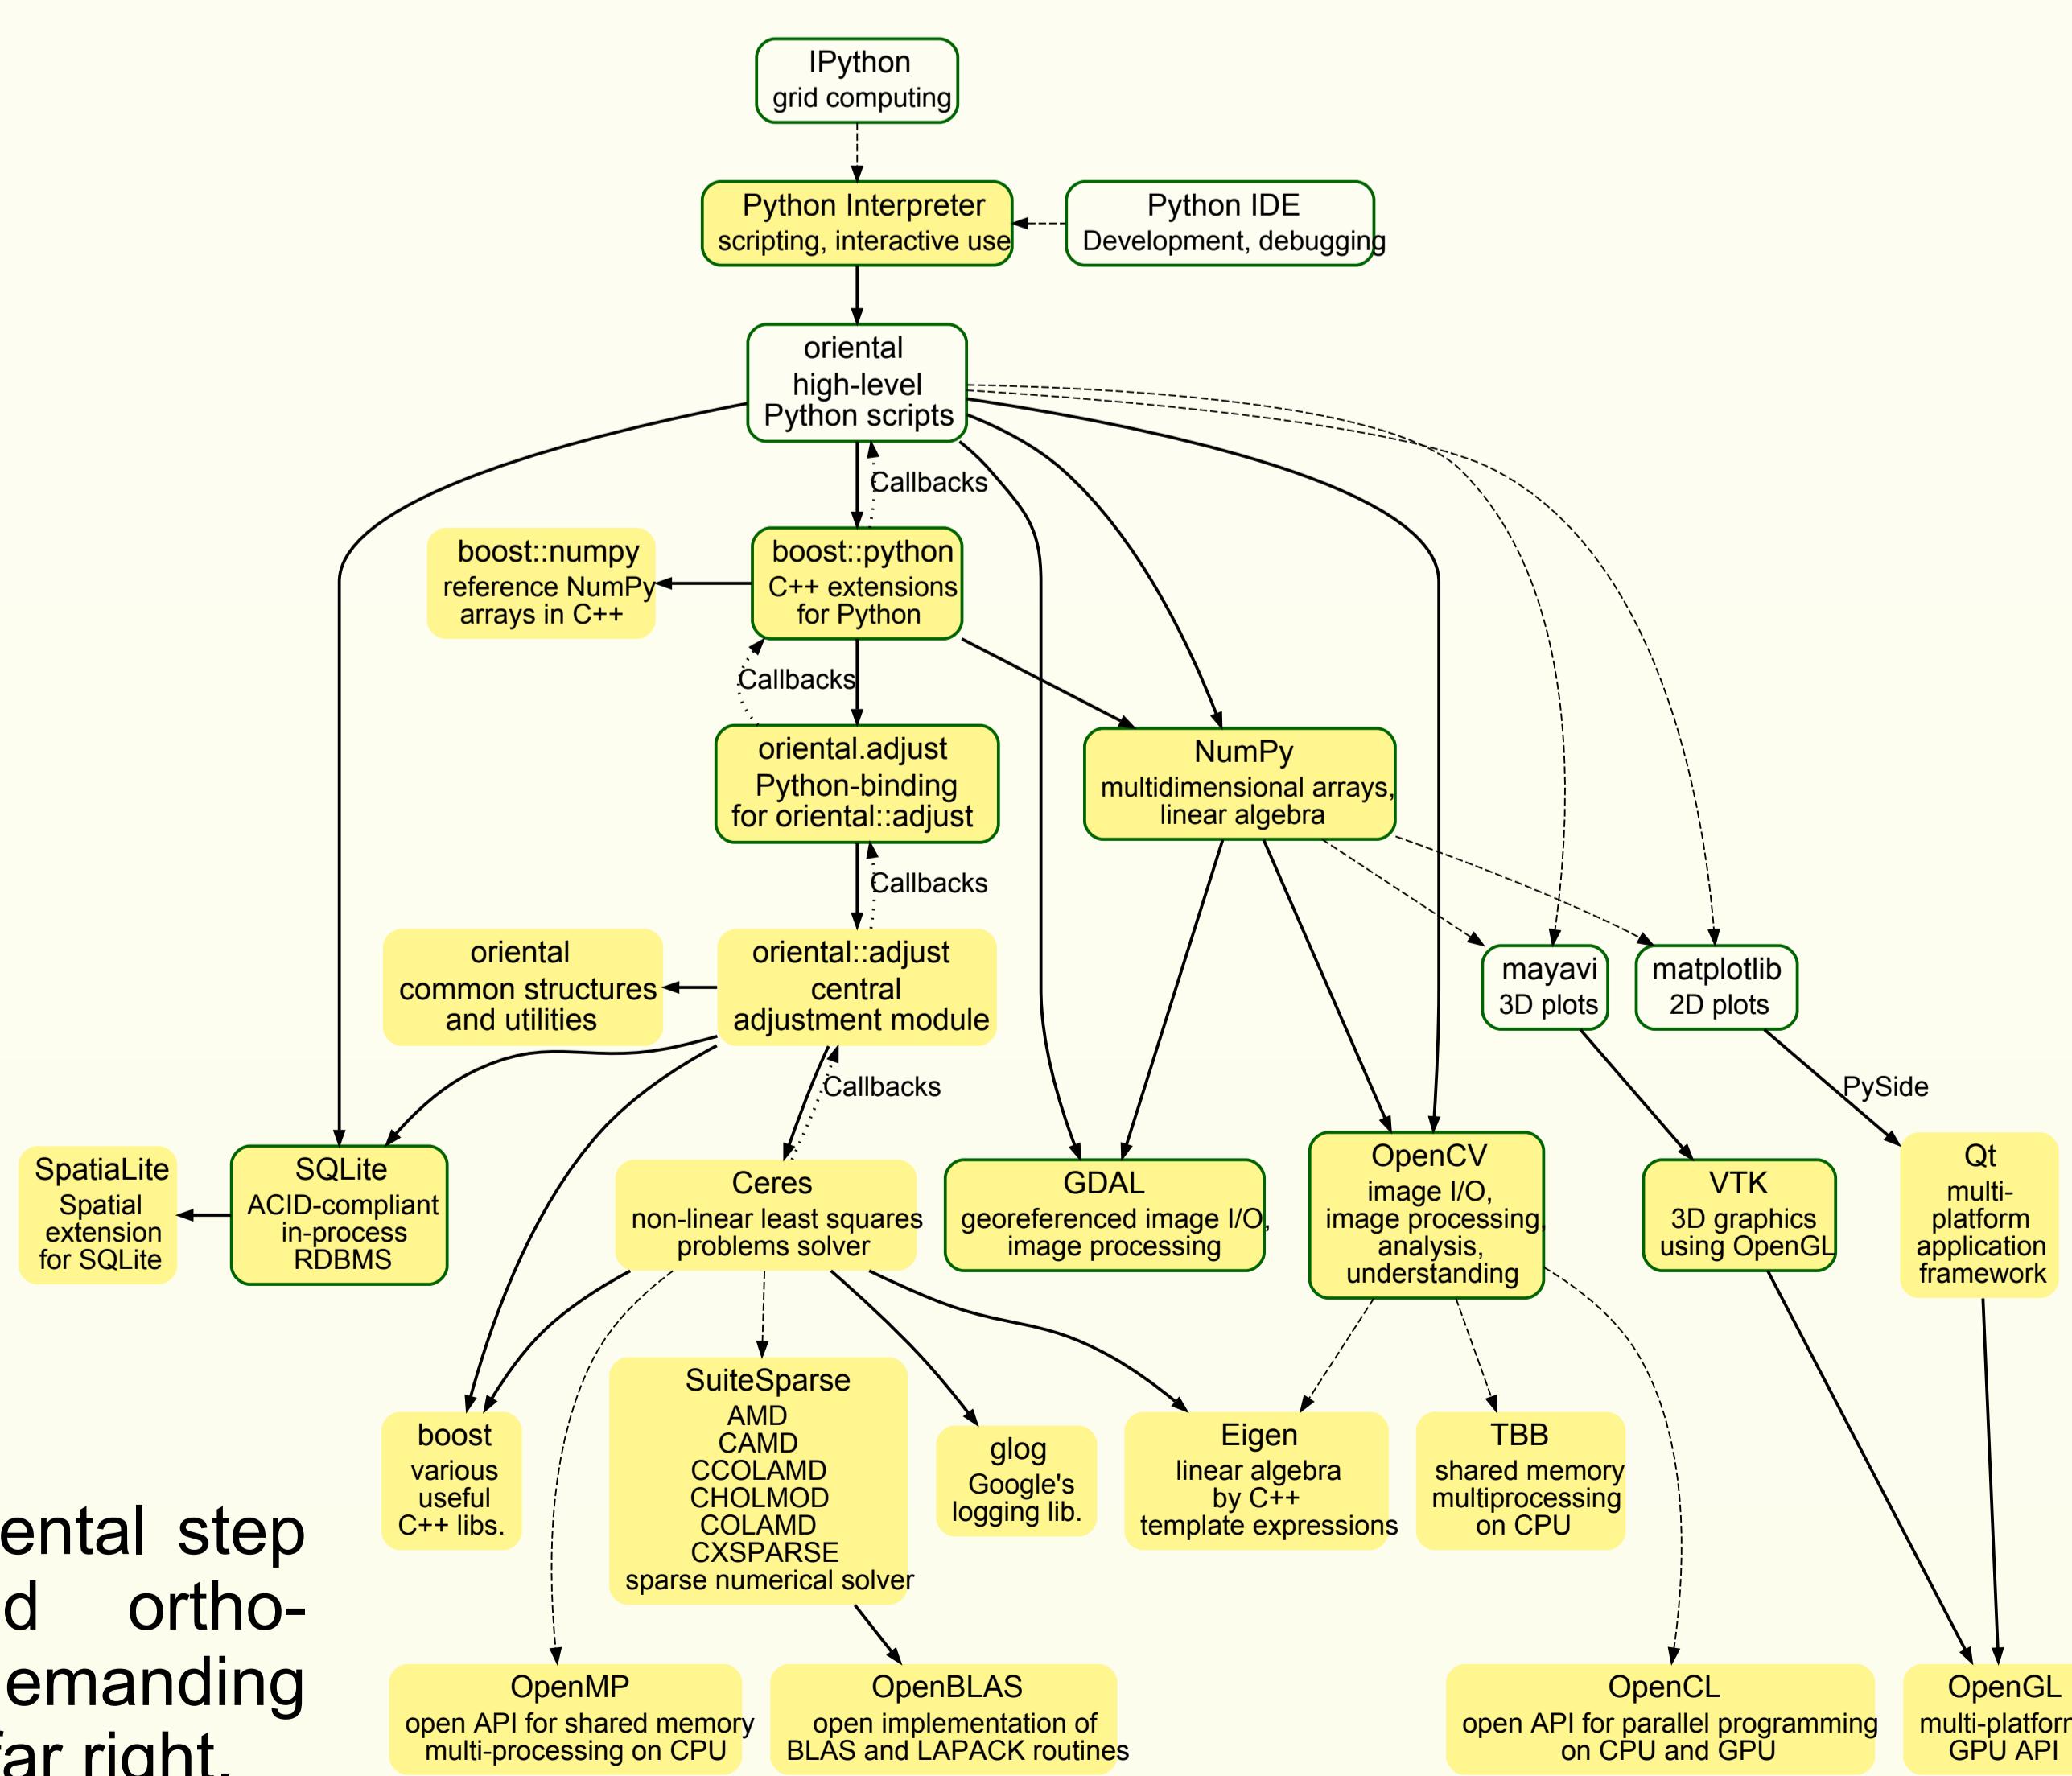 IPython
grid computing
Python Interpreter
scripting, interactive use
Python IDE
Development, debugging
oriental
high-level
Python scripts
Callbacks
boost::numpy
reference NumPy
arrays in C++
boost::python
C++ extensions
for Python
Callbacks
oriental.adjust
Python-binding
for oriental::adjust
NumPy
multidimensional arrays,
linear algebra
Callbacks
oriental
common structures
and utilities
oriental::adjust
central
adjustment module
mayavi
3D plots
matplotlib
2D plots
Callbacks
PySide
SpatiaLite
Spatial
extension
for SQLite
SQLite
ACID-compliant
in-process
RDBMS
Ceres
non-linear least squares
problems solver
GDAL
georeferenced image I/O,
image processing
OpenCV
image I/O,
image processing,
analysis,
understanding
VTK
3D graphics
using OpenGL
Qt
multi-
platform
application
framework
boost
various
useful
C++ libs.
SuiteSparse
AMD
CAMD
CCOLAMD
CHOLMOD
COLAMD
CXSPARSE
sparse numerical solver
glog
Google's
logging lib.
Eigen
linear algebra
by C++
template expressions
TBB
shared memory
multiprocessing
on CPU
ental step
d ortho-
emanding
far right.
OpenMP
open API for shared memory
multi-processing on CPU
OpenBLAS
open implementation of
BLAS and LAPACK routines
OpenCL
open API for parallel programming
on CPU and GPU
OpenGL
multi-platform
GPU API